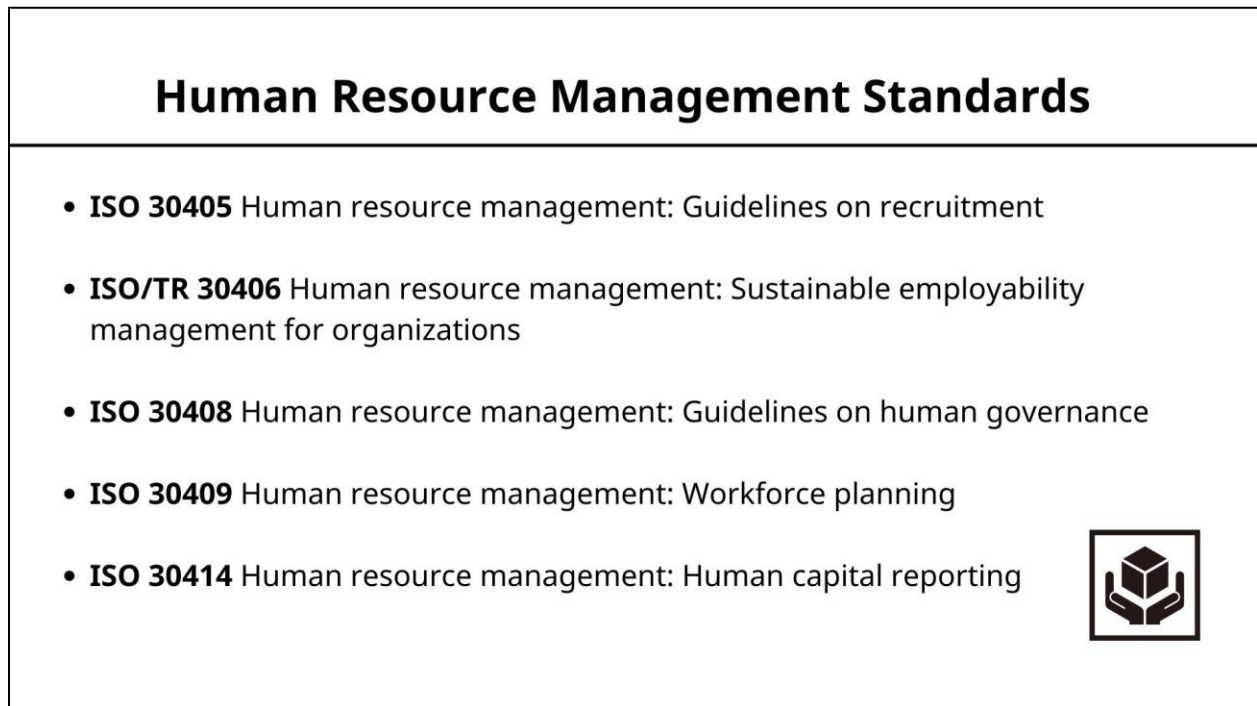 Human Resource Management Standards
• ISO 30405 Human resource management: Guidelines on recruitment
• ISO/TR 30406 Human resource management: Sustainable employability
management for organizations
• ISO 30408 Human resource management: Guidelines on human governance
• ISO 30409 Human resource management: Workforce planning
• ISO 30414 Human resource management: Human capital reporting